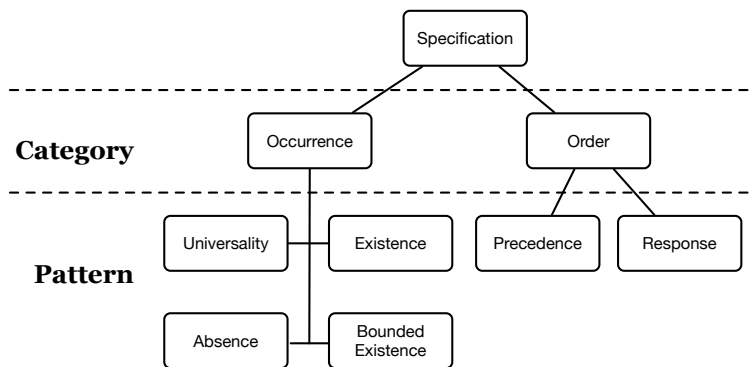 Specification
Category
Occurrence
Order
Pattern
Universality
Existence
Precedence
Response
Absence
Bounded
Existence